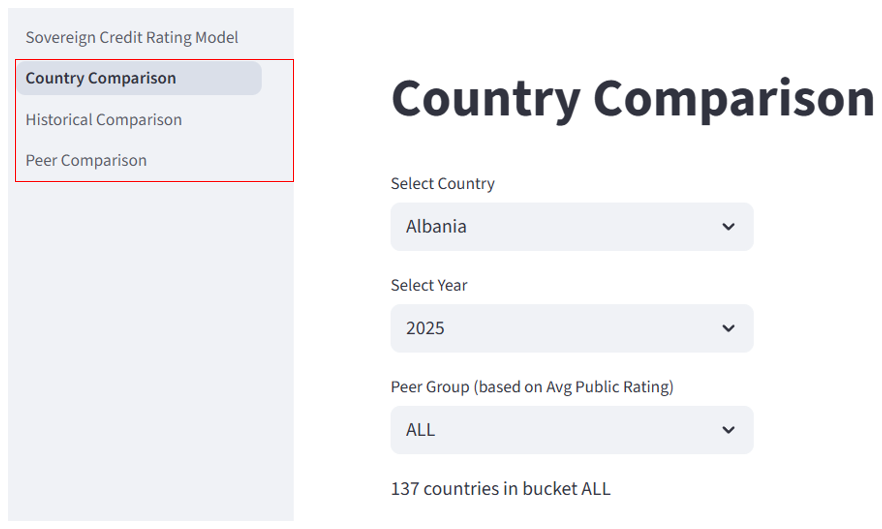 Sovereign Credit Rating Model
Country Comparison
Historical Comparison
Peer Comparison
Country Comparison
Select Country
Albania
Select Year
2025
Peer Group (based on Avg Public Rating)
ALL
137 countries in bucket ALL